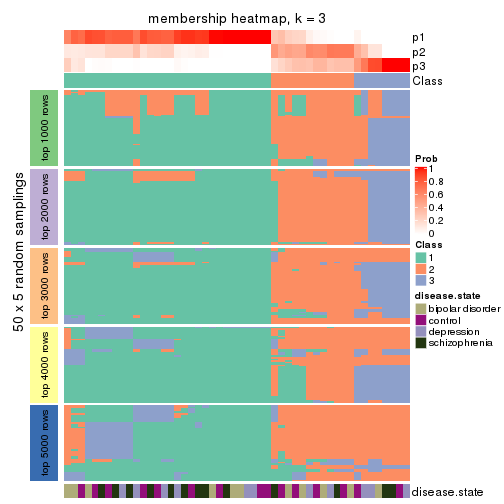 membership heatmap, k = 3
p1
p2
p3
Class
50 x 5 random samplings
top 1000 rows
top 2000 rows
top 3000 rows
top 4000 rows
top 5000 rows
Prob
1
0.8
0.6
0.4
0.2
0
Class
1
2
3
disease.state
bipolar disorder
control
depression
schizophrenia
disease.state